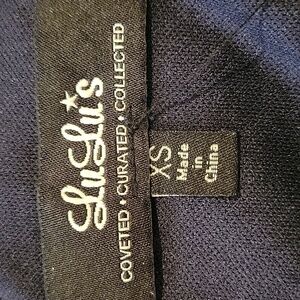 LuLu's
COVETED • CURATED • COLLECTED
XS
Made
in
China